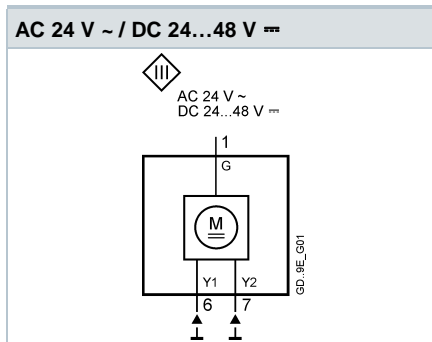 AC 24 V ~ / DC 24…48 V ⎓
III
AC 24 V ~
DC 24...48 V ⎓
1
G
M
Y1 Y2
6 7
GD..9E_G01